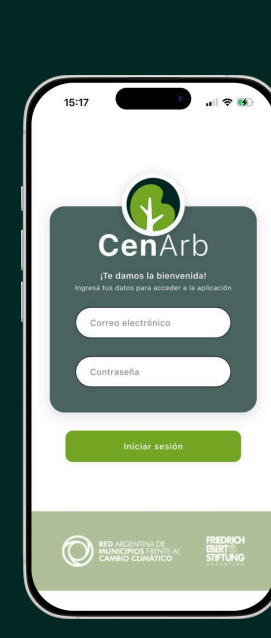 15:17
CenArb
¡Te damos la bienvenida!
Ingresá tus datos para acceder a la aplicación
Correo electrónico
Contraseña
Iniciar sesión
RED ARGENTINA DE
MUNICIPIOS FRENTE AL
CAMBIO CLIMÁTICO
FRIEDRICH
EBERT
STIFTUNG
ARGENTINA